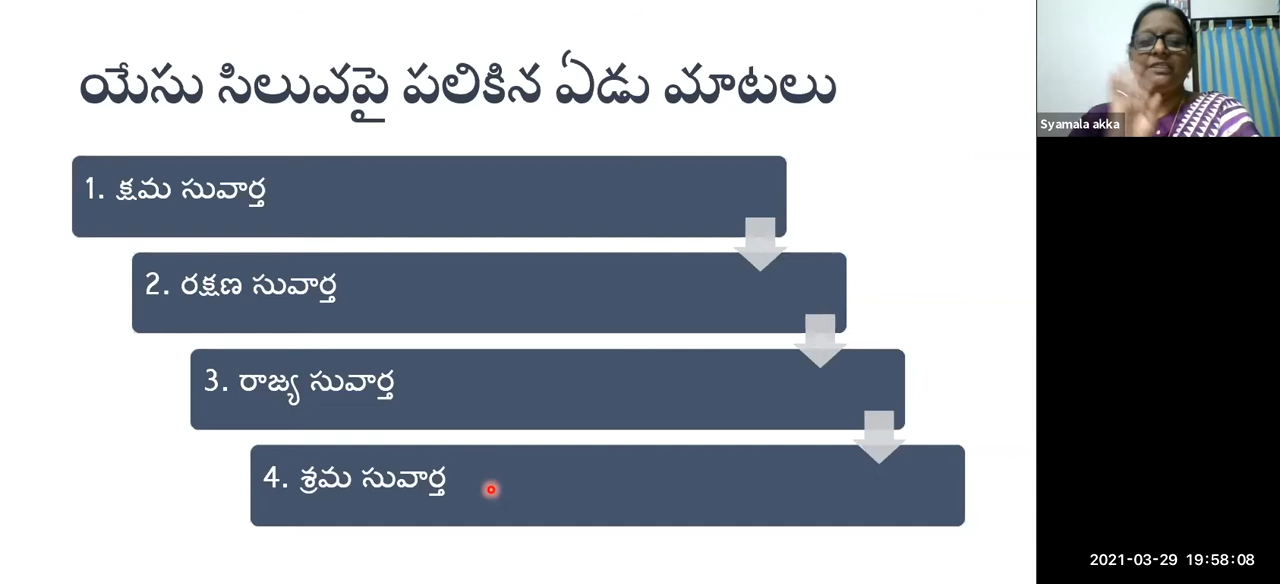 యేసు సిలువపై పలికిన ఏడు మాటలు
1. క్షమ సువార్త
2. రక్షణ సువార్త
3. రాజ్య సువార్త
4. శ్రమ సువార్త
Syamala akka
2021-03-29 19:58:08